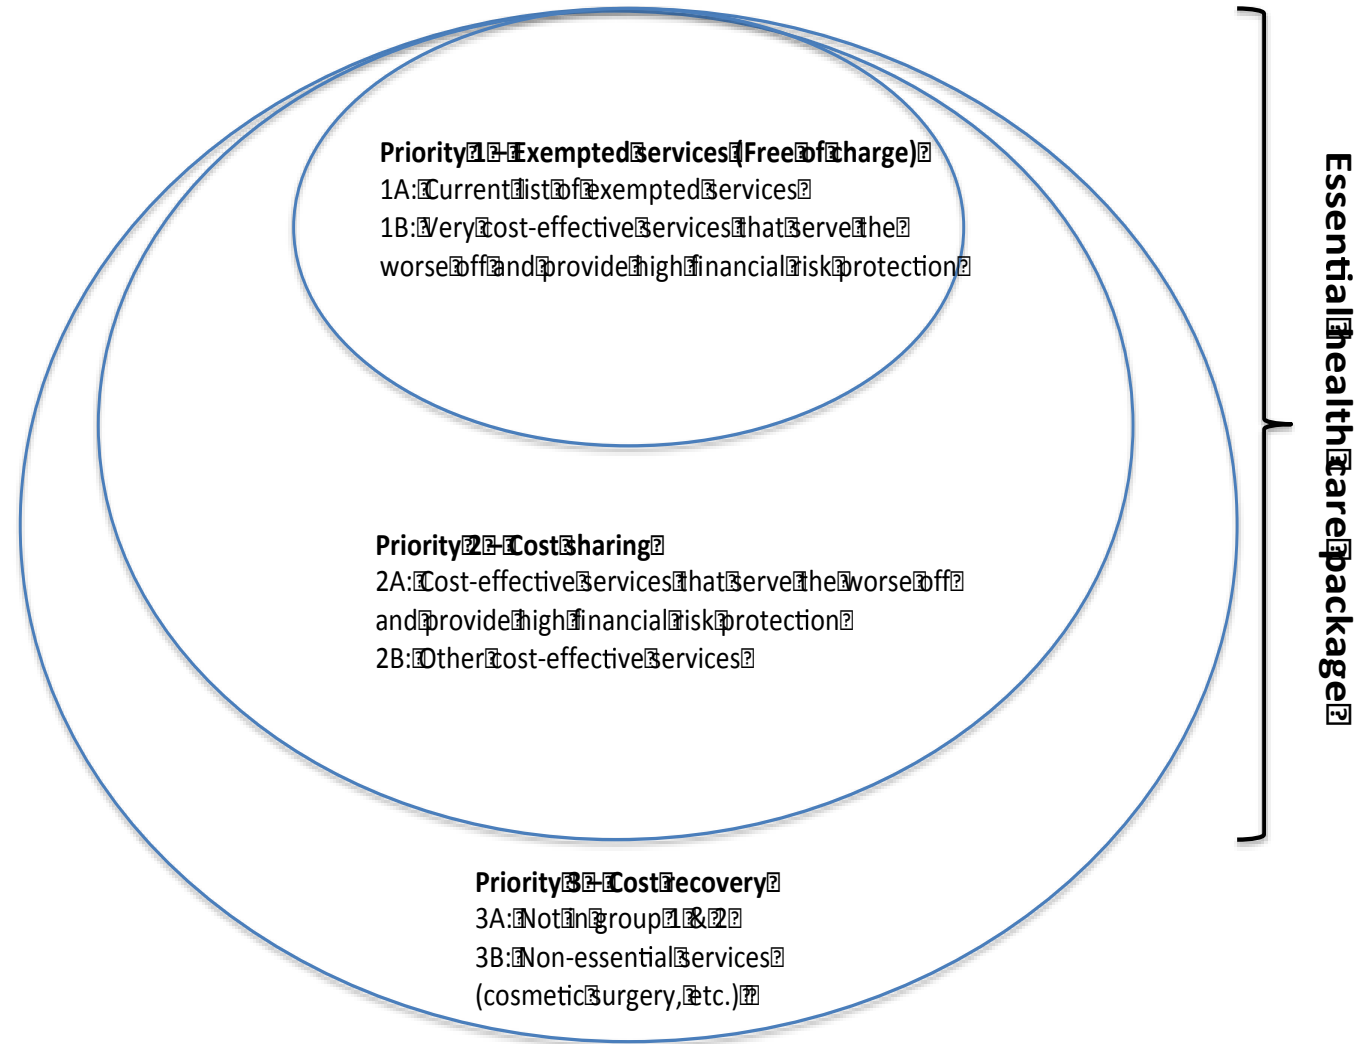 Priority 1 – Exempted services (Free of charge)
1A: Current list of exempted services
1B: Very cost-effective services that serve the
worse off and provide high financial risk protection
Priority 2 – Cost sharing
2A: Cost-effective services that serve the worse off
and provide high financial risk protection
2B: Other cost-effective services
Priority 3 – Cost recovery
3A: Not in group 1 & 2
3B: Non-essential services
(cosmetic surgery, etc.)
Essential health care package